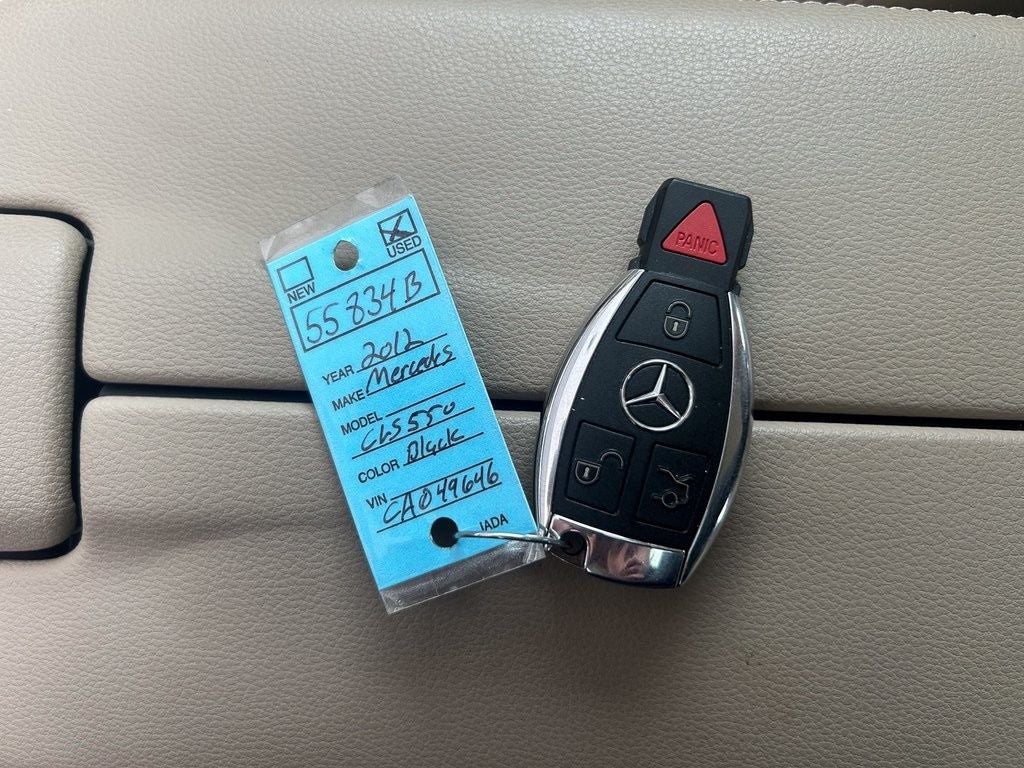 USED
NEW
55834B
YEAR 2012
MAKE Mercedes
MODEL
CLS550
COLOR Black
VIN CA049646
IADA
PANIC